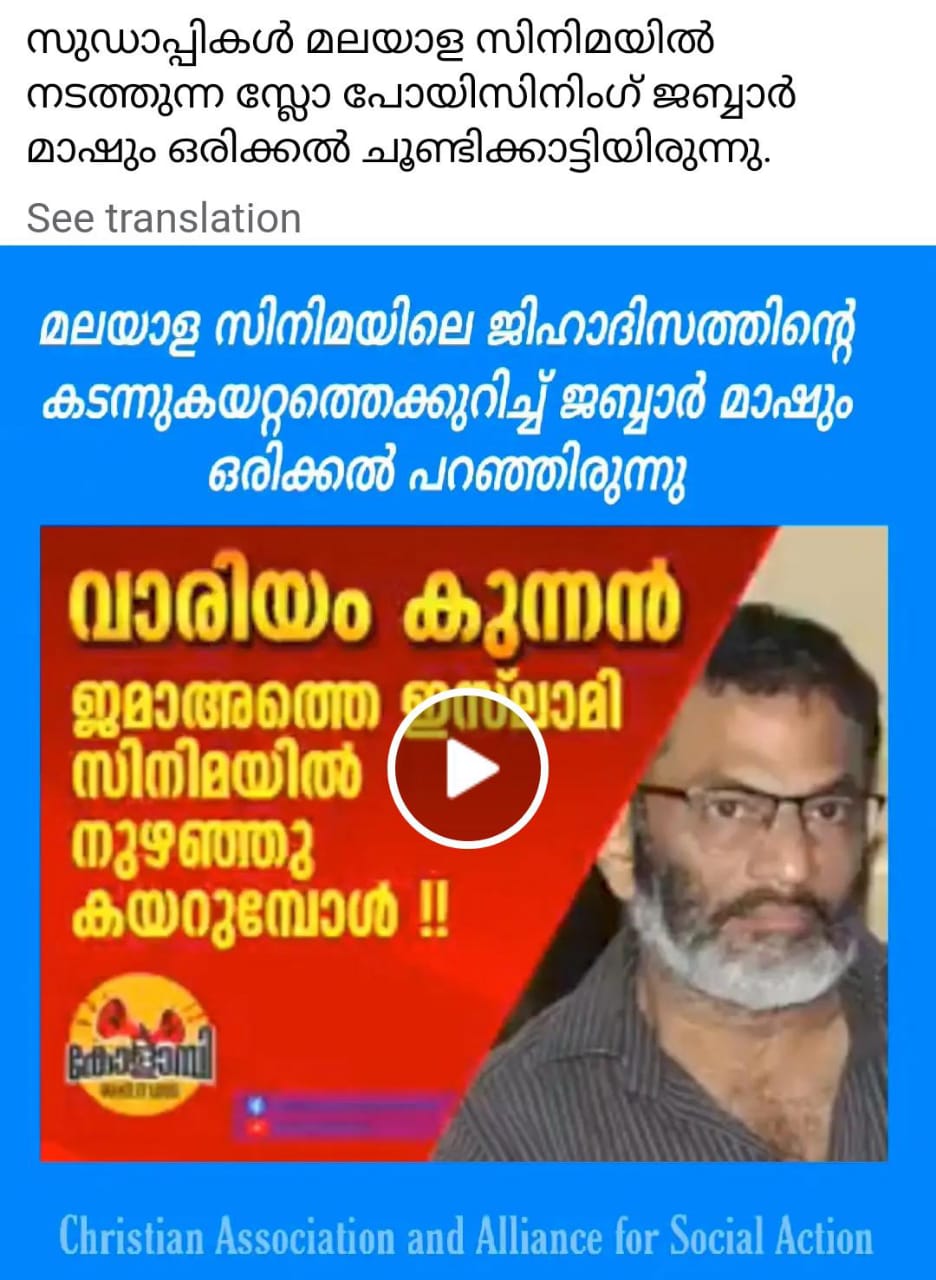 സുഡാപ്പികൾ മലയാള സിനിമയിൽ
നടത്തുന്ന സ്ലോ പോയിസിനിംഗ് ജബ്ബാർ
മാഷും ഒരിക്കൽ ചൂണ്ടിക്കാട്ടിയിരുന്നു.
See translation
മലയാള സിനിമയിലെ ജിഹാദിസത്തിന്റെ
കടന്നുകയറ്റത്തെക്കുറിച്ച് ജബ്ബാർ മാഷും
ഒരിക്കൽ പറഞ്ഞിരുന്നു
വാരിയം കുന്നൻ
ജമാഅത്തെ ഇസ്ലാമി
സിനിമയിൽ
നുഴഞ്ഞു
കയറുമ്പോൾ !!
കോളാമ്പി
Christian Association and Alliance for Social Action